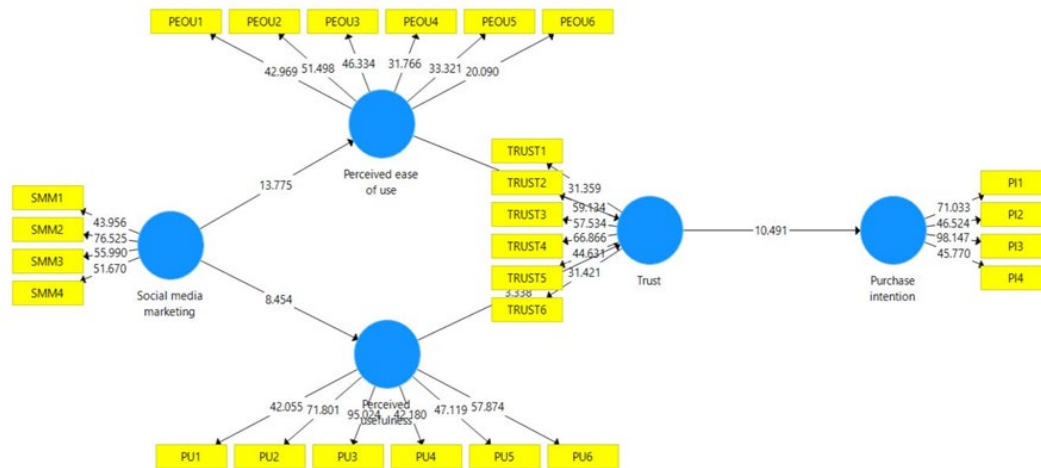 PEOU1 PEOU2 PEOU3 PEOU4 PEOU5 PEOU6
42.969 51.498 46.334 31.766 33.321 20.090
Perceived ease
of use
SMM1
SMM2
SMM3
SMM4
43.956
76.525
55.990
51.670
Social media
marketing
13.775
8.454
TRUST1
TRUST2
TRUST3
TRUST4
TRUST5
TRUST6
31.359
59.134
57.534
66.866
44.631
31.421
3.338
Trust
10.491
71.033
46.524
98.147
45.770
Purchase
intention
PI1
PI2
PI3
PI4
Perceived
usefulness
42.055 71.801 95.024 42.180 47.119 57.874
PU1 PU2 PU3 PU4 PU5 PU6